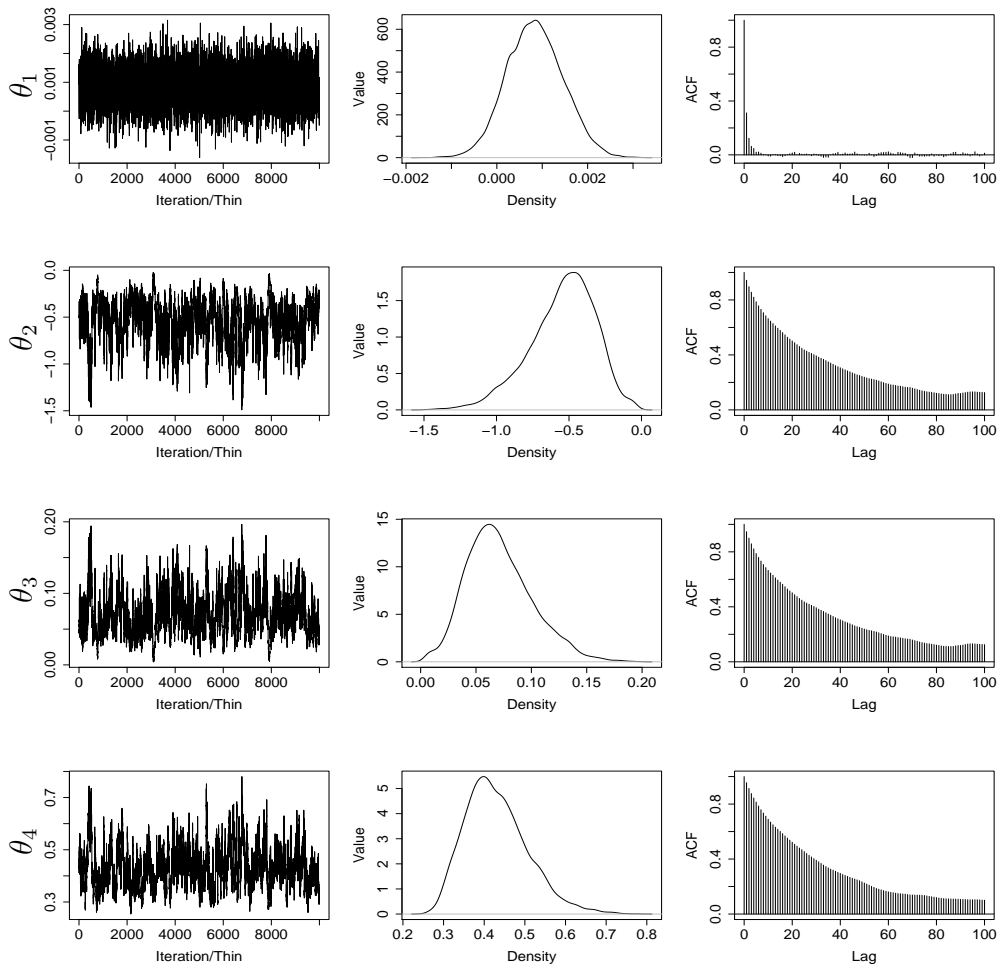 θ1
0.003
0.001
−0.001
0 2000 4000 6000 8000
Iteration/Thin
Value
600
400
200
0
−0.002 0.000 0.002
Density
ACF
0.8
0.4
0.0
0 20 40 60 80 100
Lag
θ2
0.0
−0.5
−1.0
−1.5
0 2000 4000 6000 8000
Iteration/Thin
Value
1.5
1.0
0.5
0.0
−1.5 −1.0 −0.5 0.0
Density
ACF
0.8
0.4
0.0
0 20 40 60 80 100
Lag
θ3
0.20
0.10
0.00
0 2000 4000 6000 8000
Iteration/Thin
Value
15
10
5
0
0.00 0.05 0.10 0.15 0.20
Density
ACF
0.8
0.4
0.0
0 20 40 60 80 100
Lag
θ4
0.7
0.5
0.3
0 2000 4000 6000 8000
Iteration/Thin
Value
5
4
3
2
1
0
0.2 0.3 0.4 0.5 0.6 0.7 0.8
Density
ACF
0.8
0.4
0.0
0 20 40 60 80 100
Lag